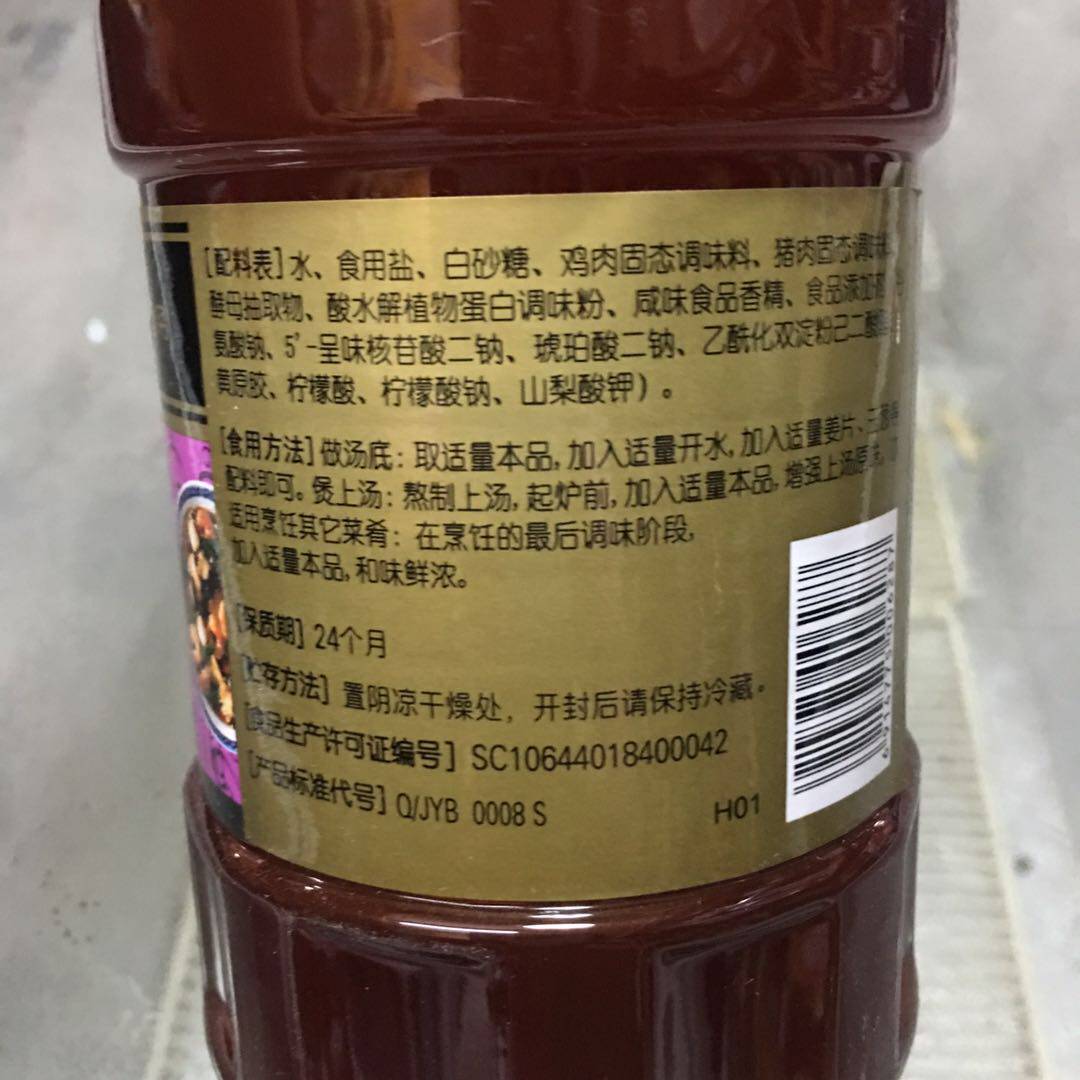 [配料表]水、食用盐、白砂糖、鸡肉固态调味料、猪肉固态调味
酵母抽取物、酸水解植物蛋白调味粉、咸味食品香精、食品添加
氨酸钠、5'-呈味核苷酸二钠、琥珀酸二钠、乙酰化双淀粉己二酸
黄原胶、柠檬酸、柠檬酸钠、山梨酸钾)。
[食用方法]做汤底:取适量本品,加入适量开水,加入适量姜片、
配料即可。煲上汤:熬制上汤,起炉前,加入适量本品,增强上汤
适用烹饪其它菜肴:在烹饪的最后调味阶段,
加入适量本品,和味鲜浓。
[保质期]24个月
[贮存方法]置阴凉干燥处,开封后请保持冷藏。
[食品生产许可证编号]SC10644018400042
[产品标准代号]Q/JYB 0008 S
H01